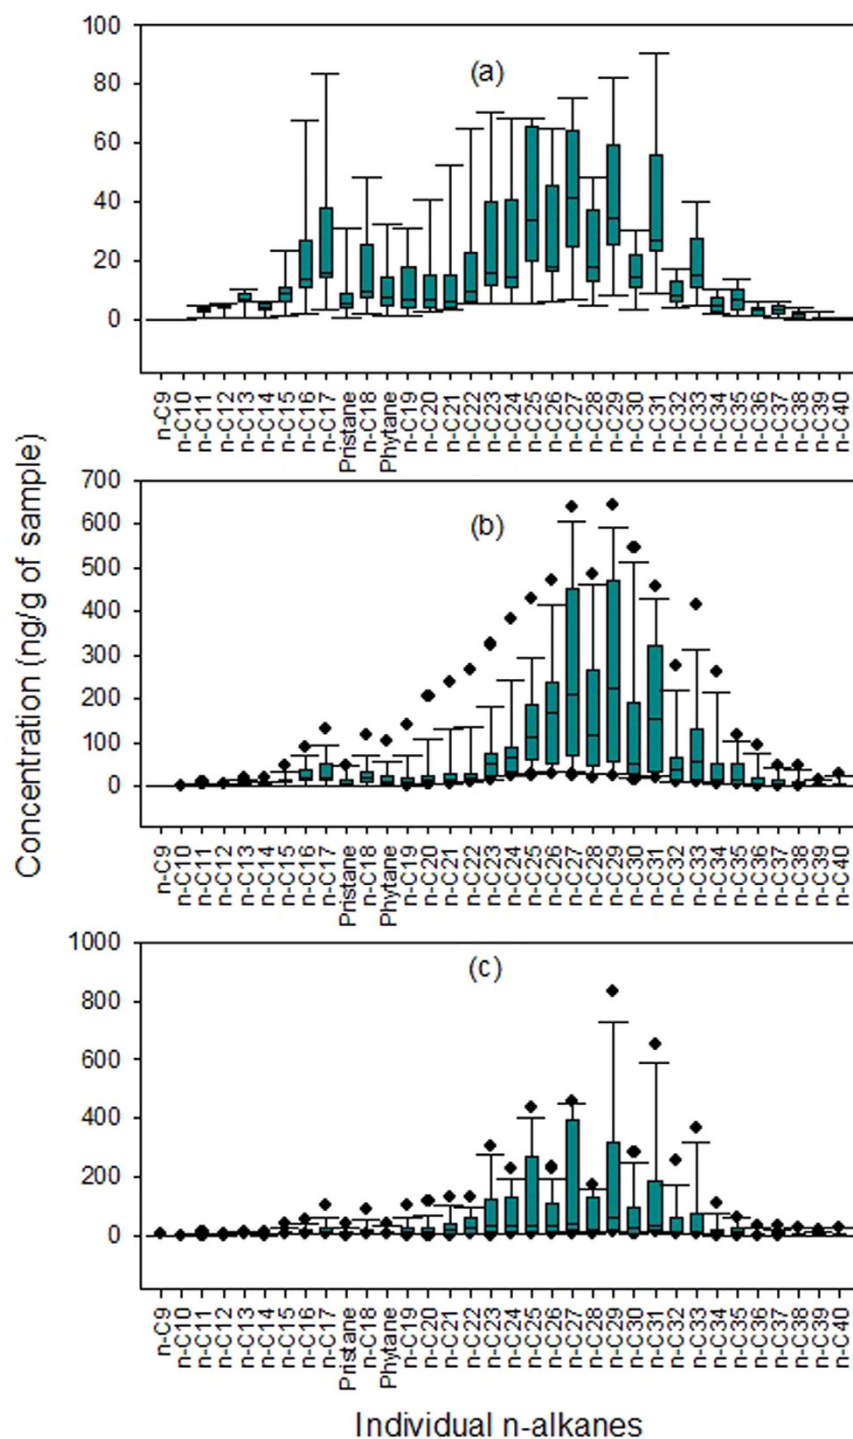 100
80
60
40
20
0
(a)
n-C9
n-C10
n-C11
n-C12
n-C13
n-C14
n-C15
n-C16
n-C17
Pristane
n-C18
Phytane
n-C19
n-C20
n-C21
n-C22
n-C23
n-C24
n-C25
n-C26
n-C27
n-C28
n-C29
n-C30
n-C31
n-C32
n-C33
n-C34
n-C35
n-C36
n-C37
n-C38
n-C39
n-C40
Concentration (ng/g of sample)
700
600
500
400
300
200
100
0
(b)
n-C9
n-C10
n-C11
n-C12
n-C13
n-C14
n-C15
n-C16
n-C17
Pristane
n-C18
Phytane
n-C19
n-C20
n-C21
n-C22
n-C23
n-C24
n-C25
n-C26
n-C27
n-C28
n-C29
n-C30
n-C31
n-C32
n-C33
n-C34
n-C35
n-C36
n-C37
n-C38
n-C39
n-C40
1000
800
600
400
200
0
(c)
n-C9
n-C10
n-C11
n-C12
n-C13
n-C14
n-C15
n-C16
n-C17
Pristane
n-C18
Phytane
n-C19
n-C20
n-C21
n-C22
n-C23
n-C24
n-C25
n-C26
n-C27
n-C28
n-C29
n-C30
n-C31
n-C32
n-C33
n-C34
n-C35
n-C36
n-C37
n-C38
n-C39
n-C40
Individual n-alkanes